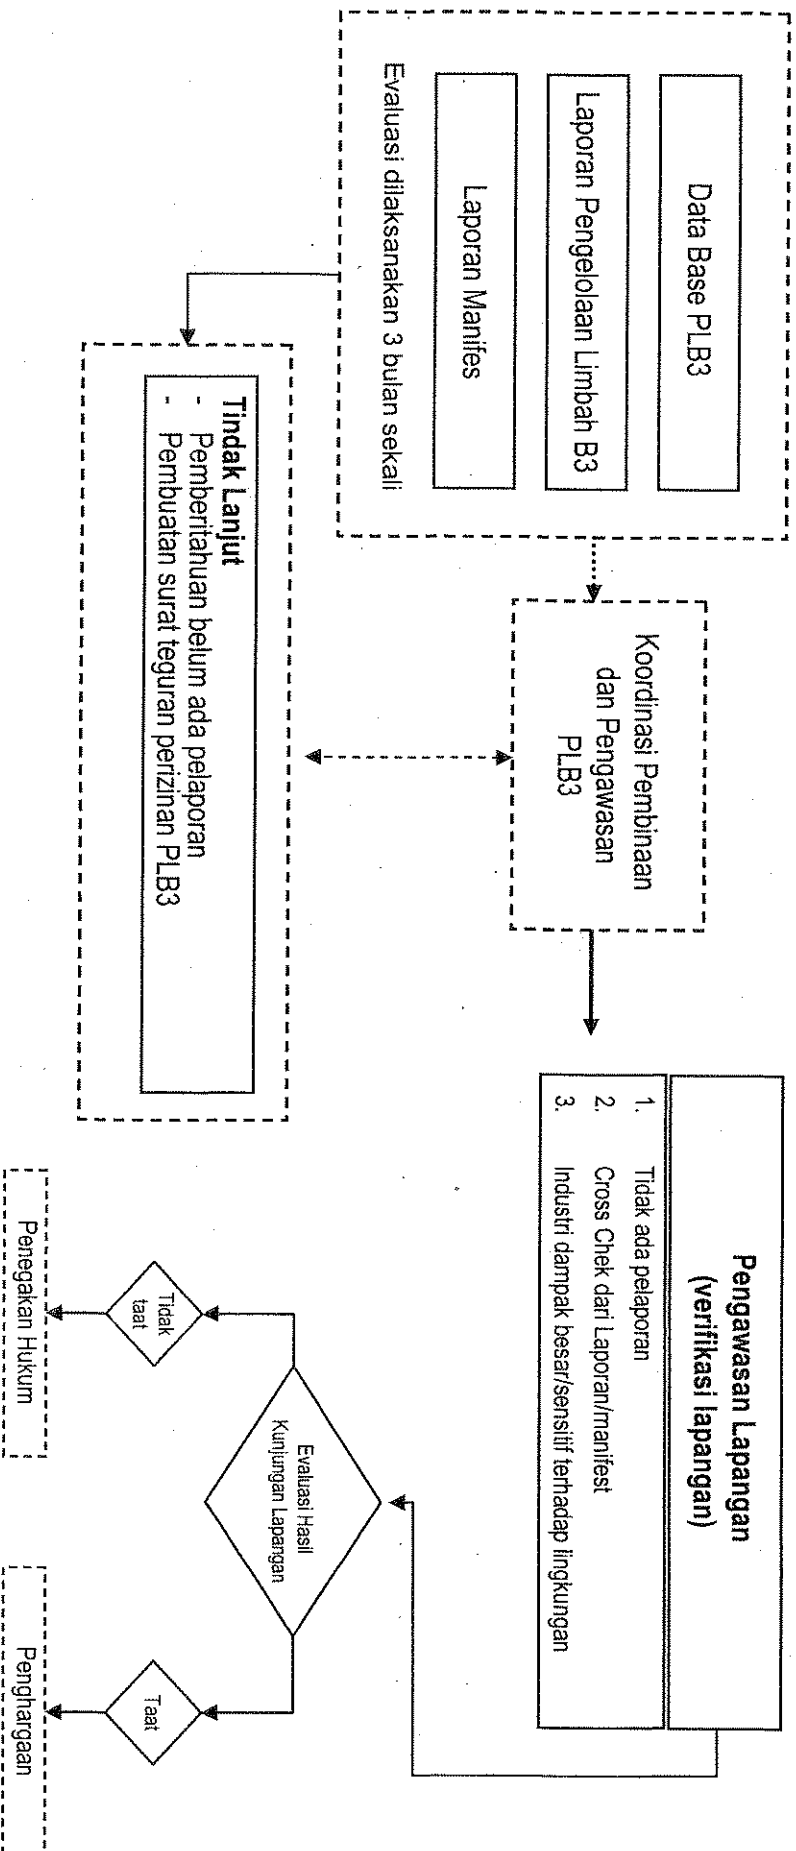 Data Base PLB3
Laporan Pengelolaan Limbah B3
Laporan Manifes
Evaluasi dilaksanakan 3 bulan sekali
Koordinasi Pembinaan
dan Pengawasan
PLB3
Pengawasan Lapangan
(verifikasi lapangan)
1. Tidak ada pelaporan
2. Cross Chek dari Laporan/manifest
3. Industri dampak besar/sensitif terhadap lingkungan
Tindak Lanjut
- Pemberitahuan belum ada pelaporan
- Pembuatan surat teguran perizinan PLB3
Evaluasi Hasil
Kunjungan Lapangan
Tidak
taat
Taat
Penegakan Hukum
Penghargaan